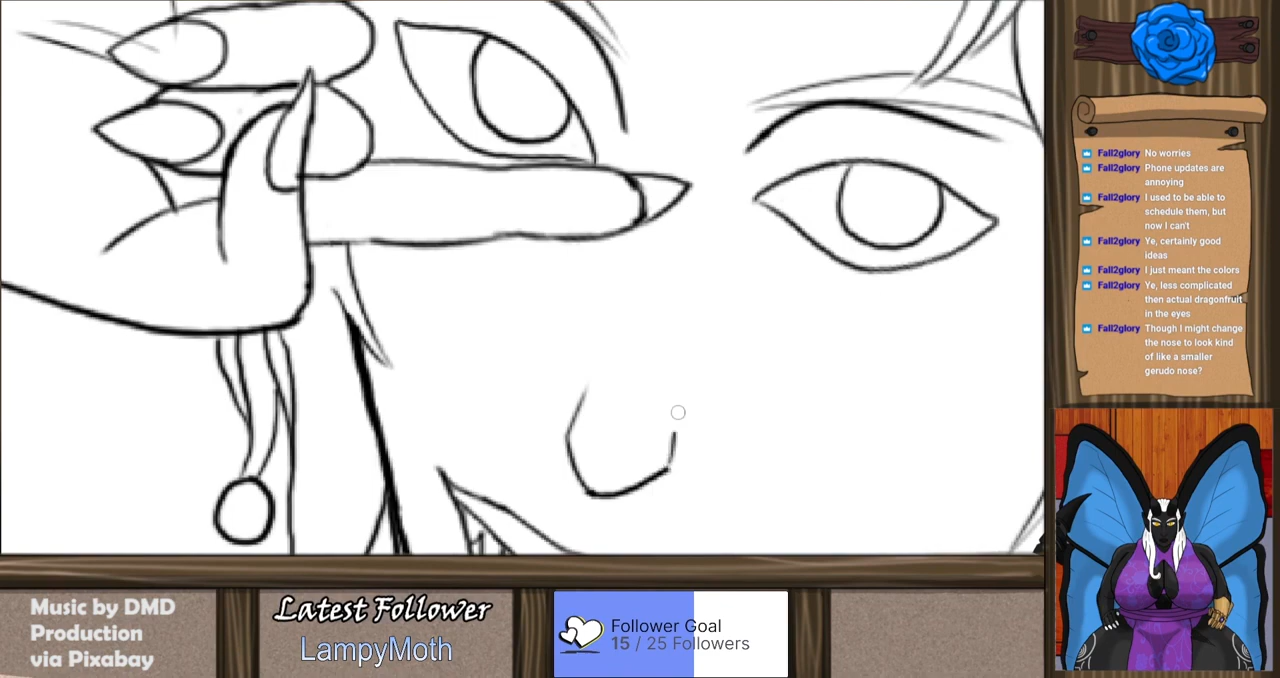 Fall2glory No worries
Fall2glory Phone updates are
annoying
Fall2glory I used to be able to
schedule them, but
now I can't
Fall2glory Ye, certainly good
ideas
Fall2glory I just meant the colors
Fall2glory Ye, less complicated
then actual dragonfruit
in the eyes
Fall2glory Though I might change
the nose to look kind
of like a smaller
gerudo nose?
Music by DMD
Production
via Pixabay
Latest Follower
LampyMoth
Follower Goal
15 / 25 Followers